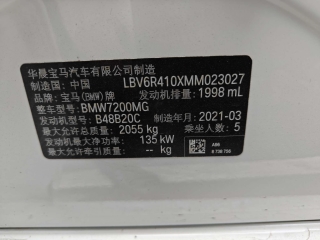 华晨宝马汽车有限公司制造
制造国: 中国 LBV6R410XMM023027
品牌: 宝马(BMW) 发动机排量: 1998 mL
整车型号: BMW7200MG
发动机型号: B48B20C 制造年月: 2021-03
最大允许总质量: 2055 kg 乘坐人数: 5
发动机最大净功率: 135 kW
最大允许牵引质量: -- kg